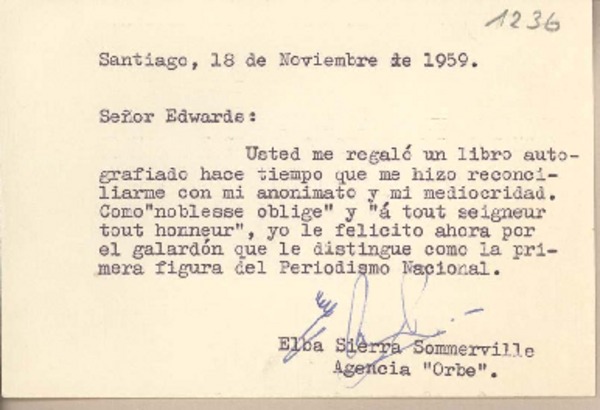 1236
Santiago, 18 de Noviembre de 1959.
Señor Edwards:
Usted me regaló un libro auto-
grafiado hace tiempo que me hizo reconci-
liarme con mi anonimato y mi mediocridad.
Como"noblesse oblige" y "á tout seigneur
tout honneur", yo le felicito ahora por
el galardón que le distingue como la pri-
mera figura del Periodismo Nacional.
Elba Sierra Sommerville
Agencia "Orbe".